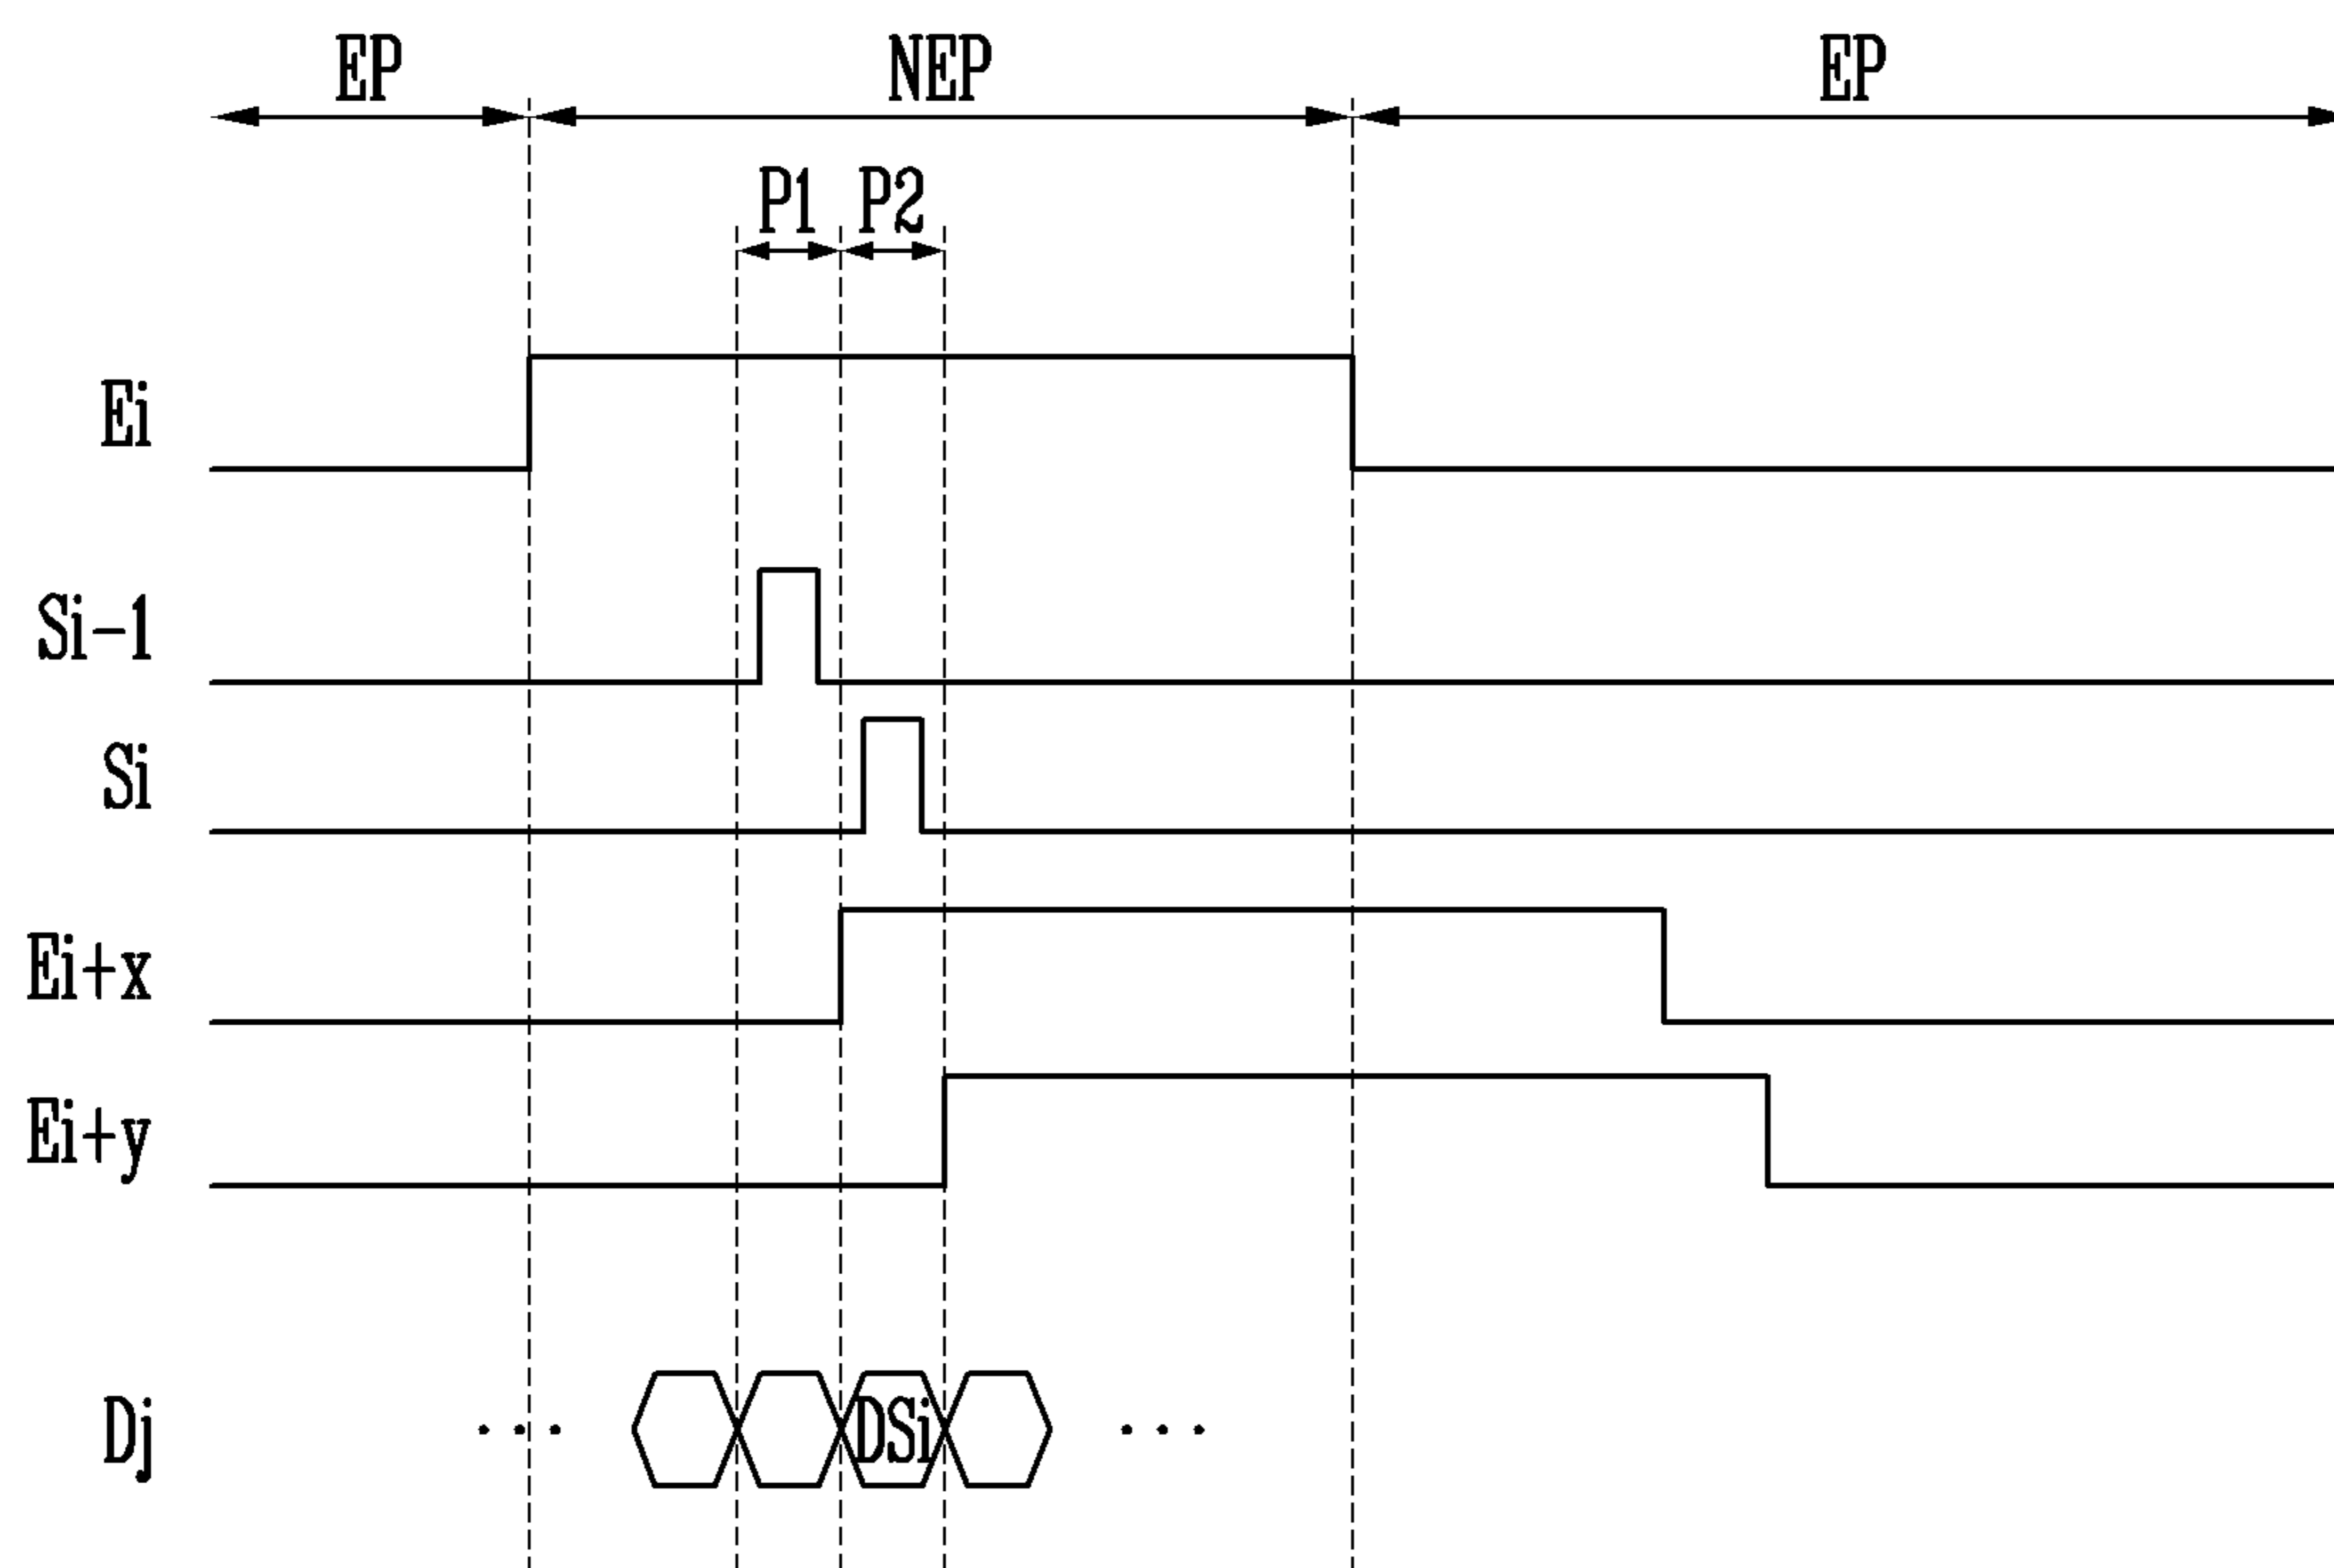 EP NEP EP
P1 P2
Ei
Si-1
Si
Ei+x
Ei+y
Dj ... DSi ...